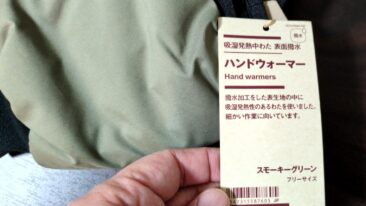 撥水
吸湿発熱中わた 表面撥水
ハンドウォーマー
Hand warmers
撥水加工をした表生地の中に
吸湿発熱性のあるわたを使いました。
細かい作業に向いています。
スモーキーグリーン
フリーサイズ